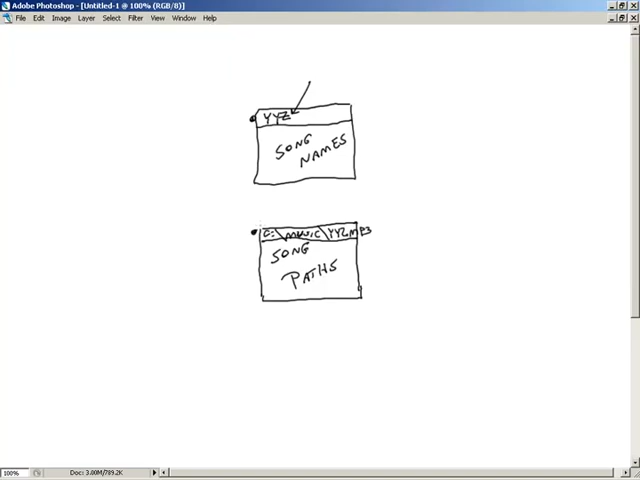 Adobe Photoshop - [Untitled-1 @ 100% (RGB/8)]
File Edit Image Layer Select Filter View Window Help
YYZ
SONG
NAMES
C:\MUSIC\YYZ.MP3
SONG
PATHS
100% Doc: 3.00M/789.2K